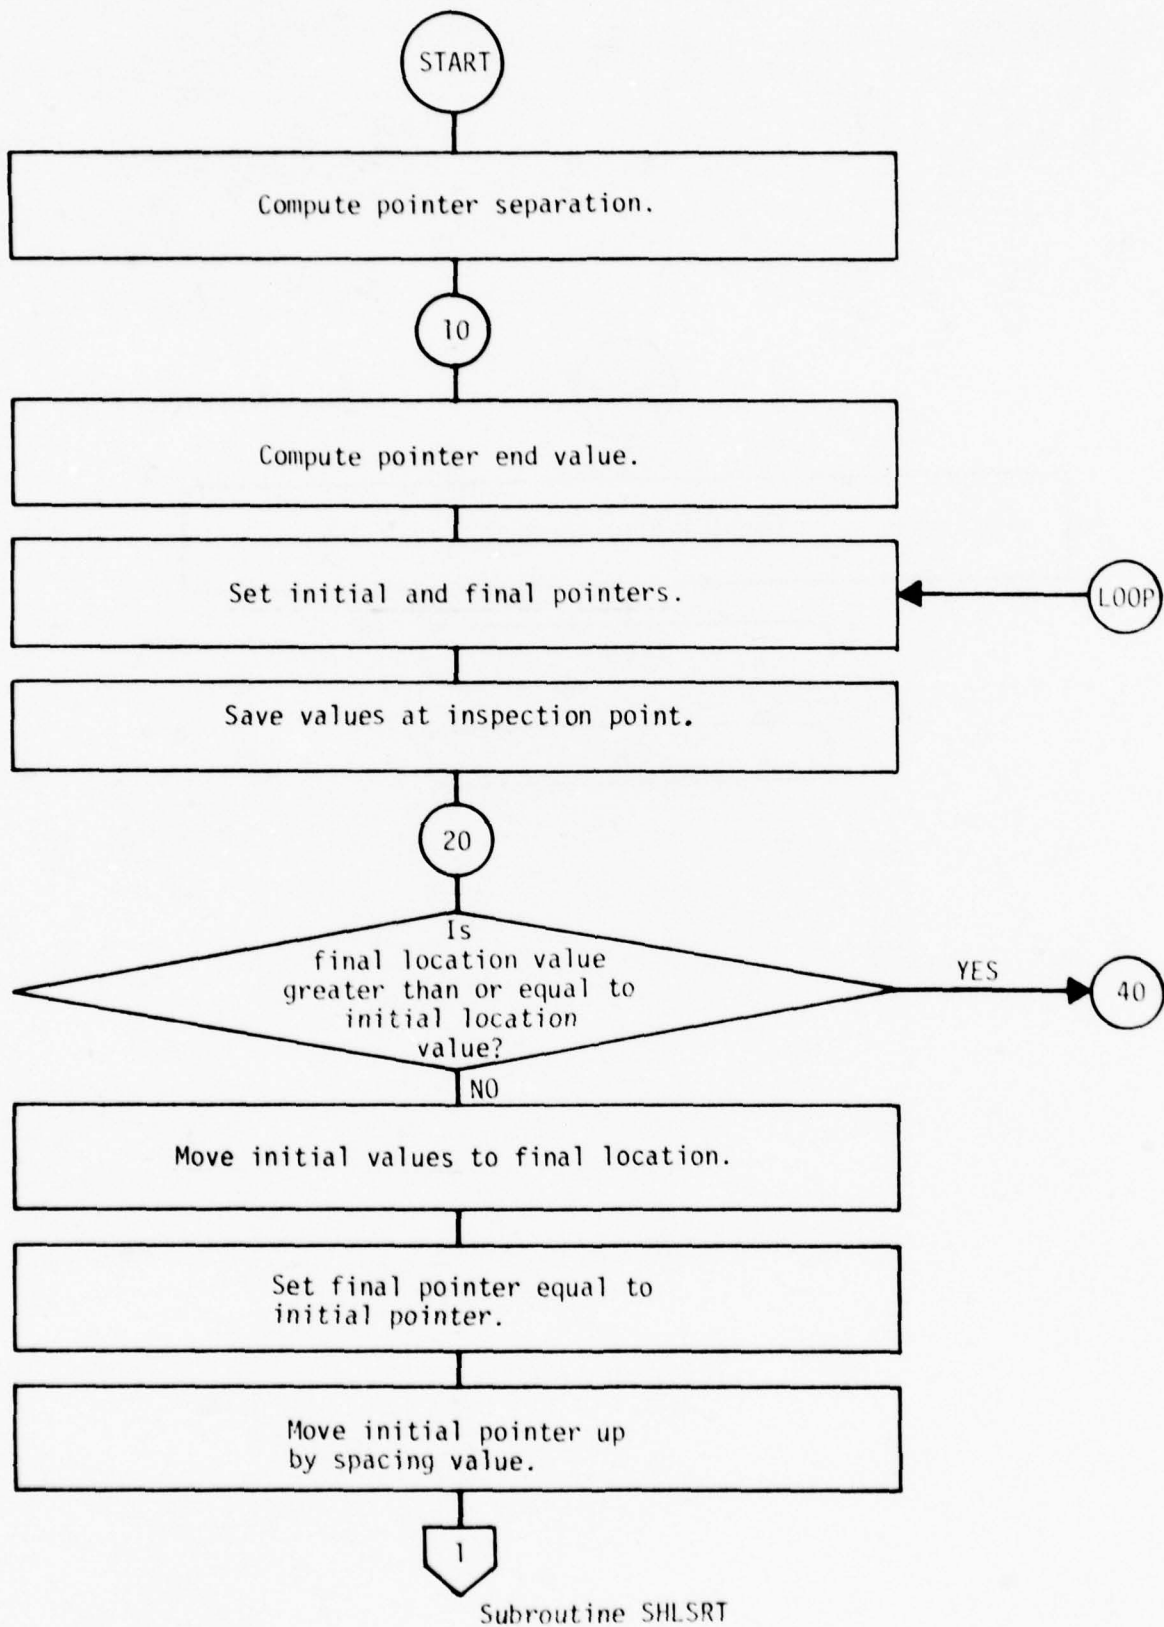 START
Compute pointer separation.
10
Compute pointer end value.
Set initial and final pointers.
LOOP
Save values at inspection point.
20
Is
final location value
greater than or equal to
initial location
value?
YES
40
NO
Move initial values to final location.
Set final pointer equal to
initial pointer.
Move initial pointer up
by spacing value.
1
Subroutine SHLSRT